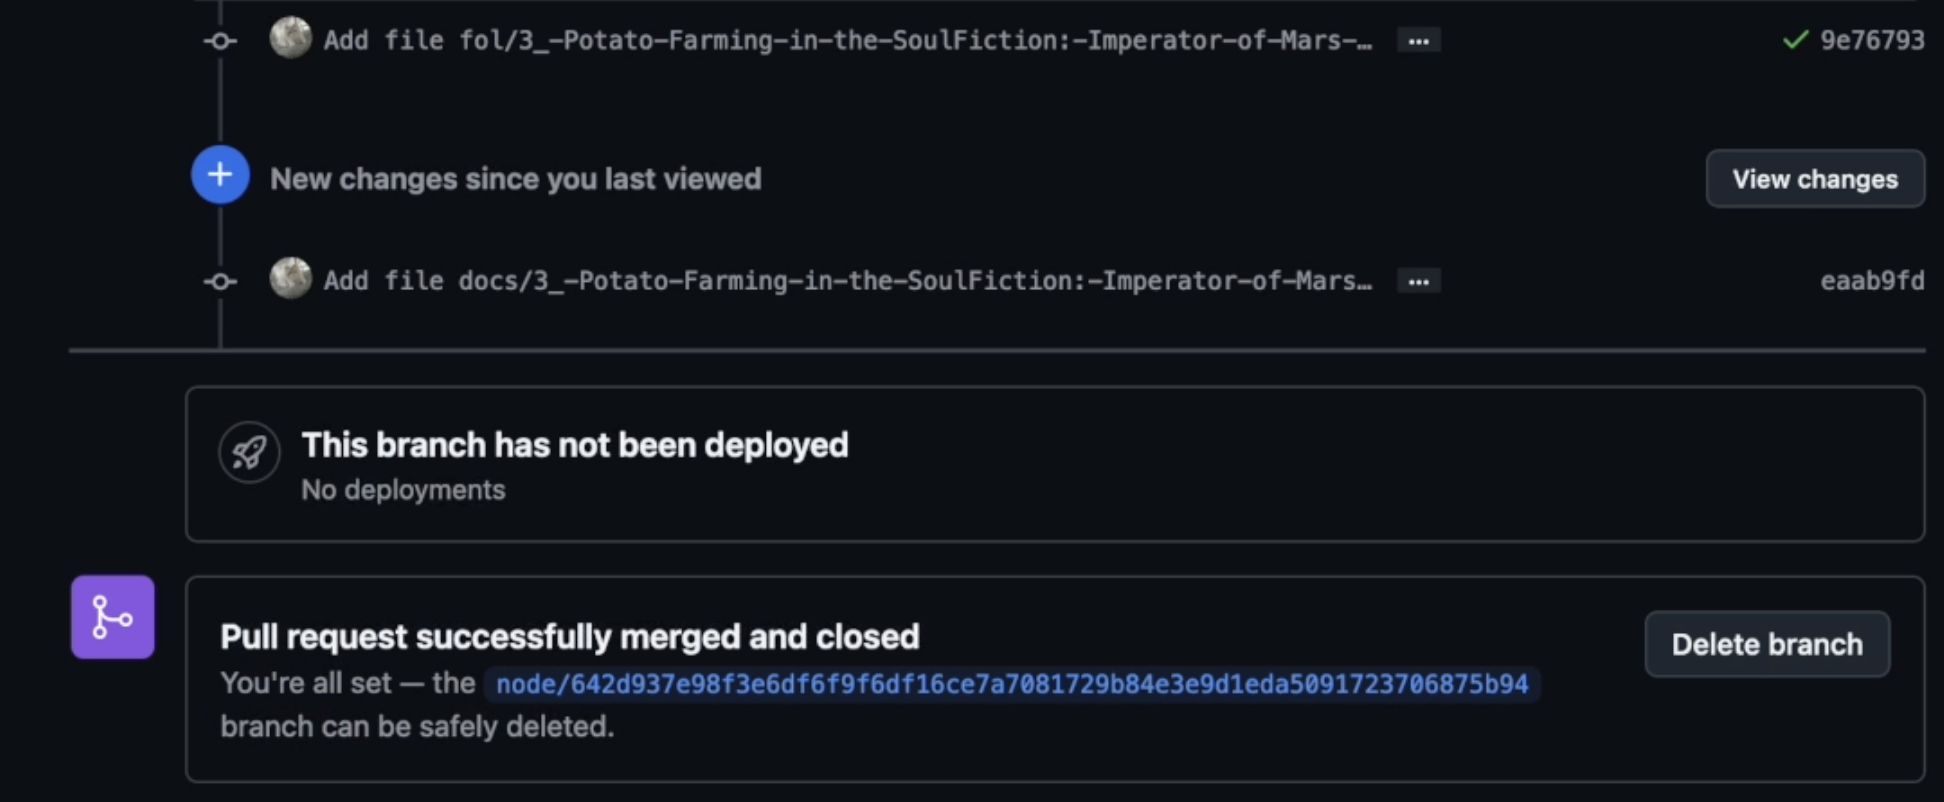 Add file fol/3_-Potato-Farming-in-the-SoulFiction:-Imperator-of-Mars-… … 9e76793
New changes since you last viewed View changes
Add file docs/3_-Potato-Farming-in-the-SoulFiction:-Imperator-of-Mars… … eaab9fd
This branch has not been deployed
No deployments
Pull request successfully merged and closed Delete branch
You're all set — the node/642d937e98f3e6df6f9f6df16ce7a7081729b84e3e9d1eda5091723706875b94
branch can be safely deleted.